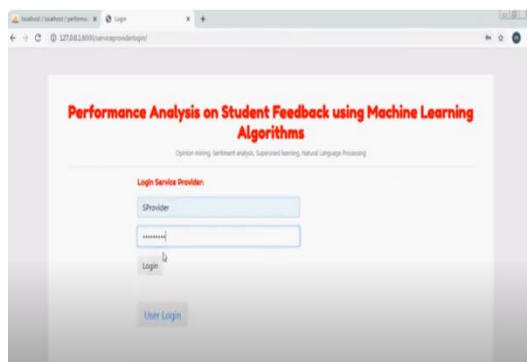 localhost / localhost / performa
Login
127.0.0.1:8000/serviceproviderlogin/
Performance Analysis on Student Feedback using Machine Learning
Algorithms
Opinion mining, Sentiment analysis, Supervised learning, Natural Language Processing
Login Service Provider:
SProvider
Login
User Login